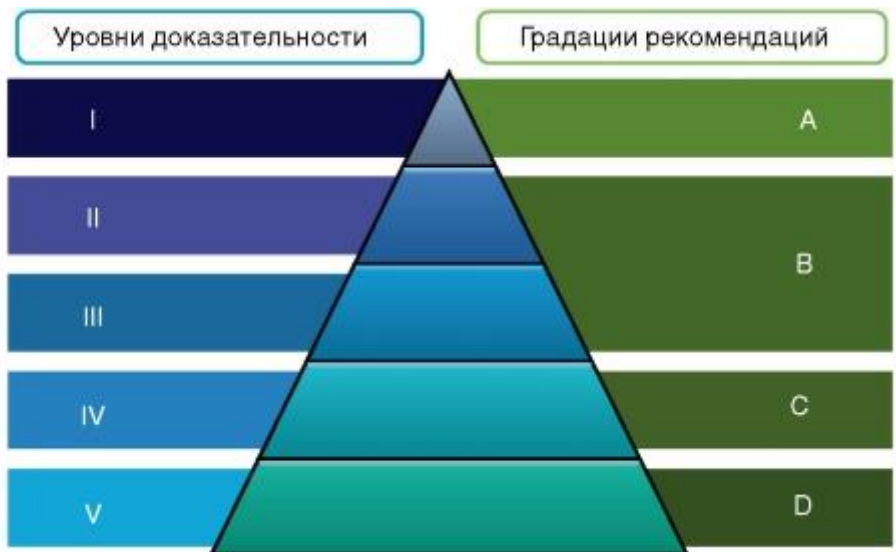 Уровни доказательности
Градации рекомендаций
I
A
II
B
III
IV
C
V
D